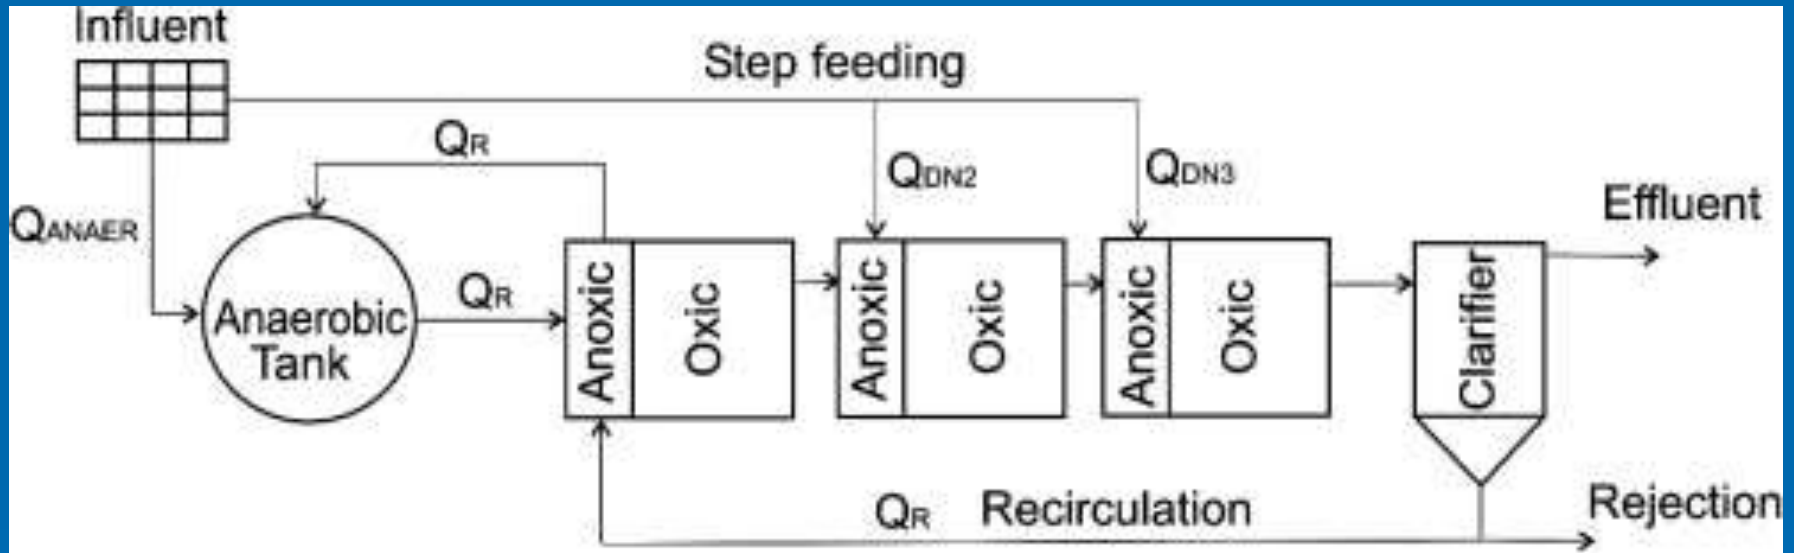 Influent
Step feeding
QR
QDN2
QDN3
QANAER
Effluent
Anaerobic
Tank
QR
Anoxic
Oxic
Anoxic
Oxic
Anoxic
Oxic
Clarifier
QR Recirculation
Rejection